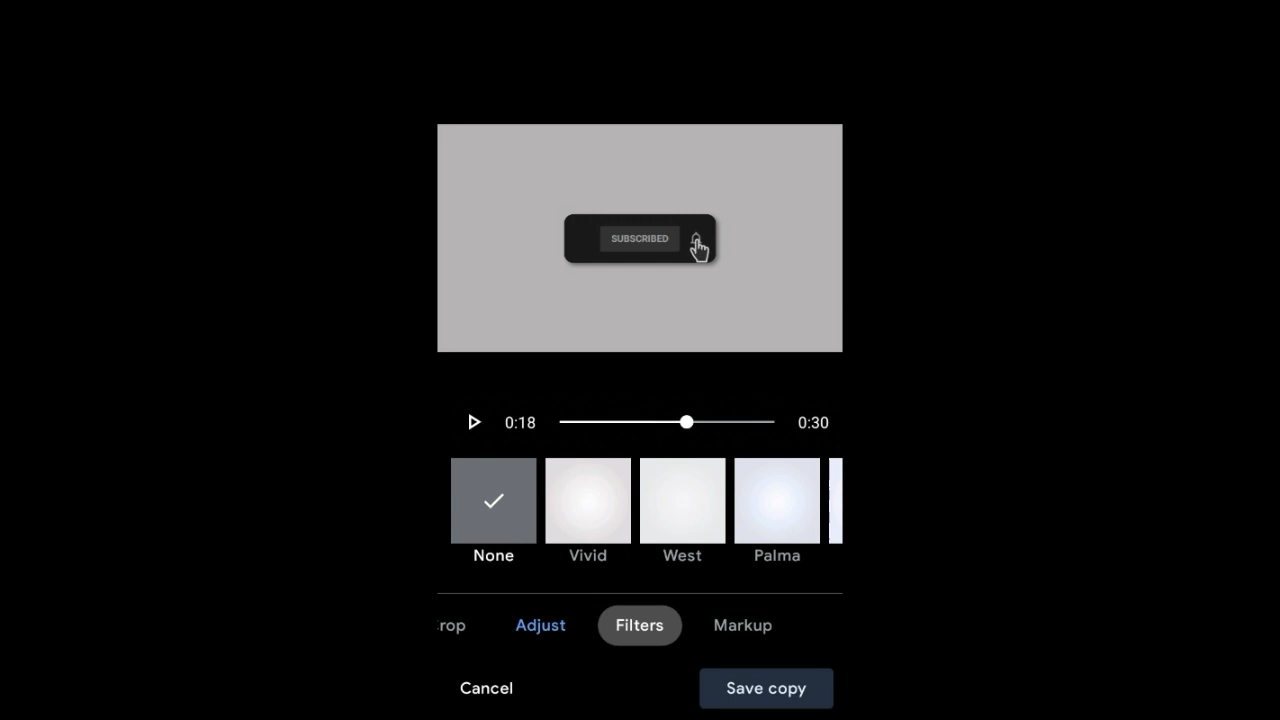 SUBSCRIBED
0:18
0:30
None
Vivid
West
Palma
rop
Adjust
Filters
Markup
Cancel
Save copy